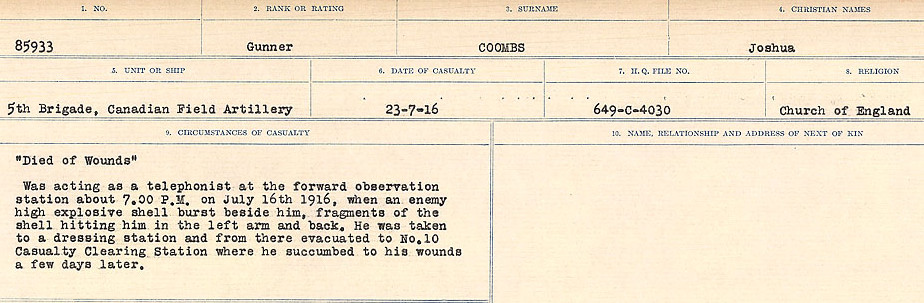 1. NO. 2. RANK OR RATING 3. SURNAME 4. CHRISTIAN NAMES
85933 Gunner COOMBS Joshua
5. UNIT OR SHIP 6. DATE OF CASUALTY 7. H.Q. FILE NO. 8. RELIGION
5th Brigade, Canadian Field Artillery 23-7-16 649-C-4030 Church of England
9. CIRCUMSTANCES OF CASUALTY 10. NAME, RELATIONSHIP AND ADDRESS OF NEXT OF KIN
"Died of Wounds"
Was acting as a telephonist at the forward observation
station about 7.00 P.M. on July 16th 1916, when an enemy
high explosive shell burst beside him, fragments of the
shell hitting him in the left arm and back. He was taken
to a dressing station and from there evacuated to No.10
Casualty Clearing Station where he succumbed to his wounds
a few days later.